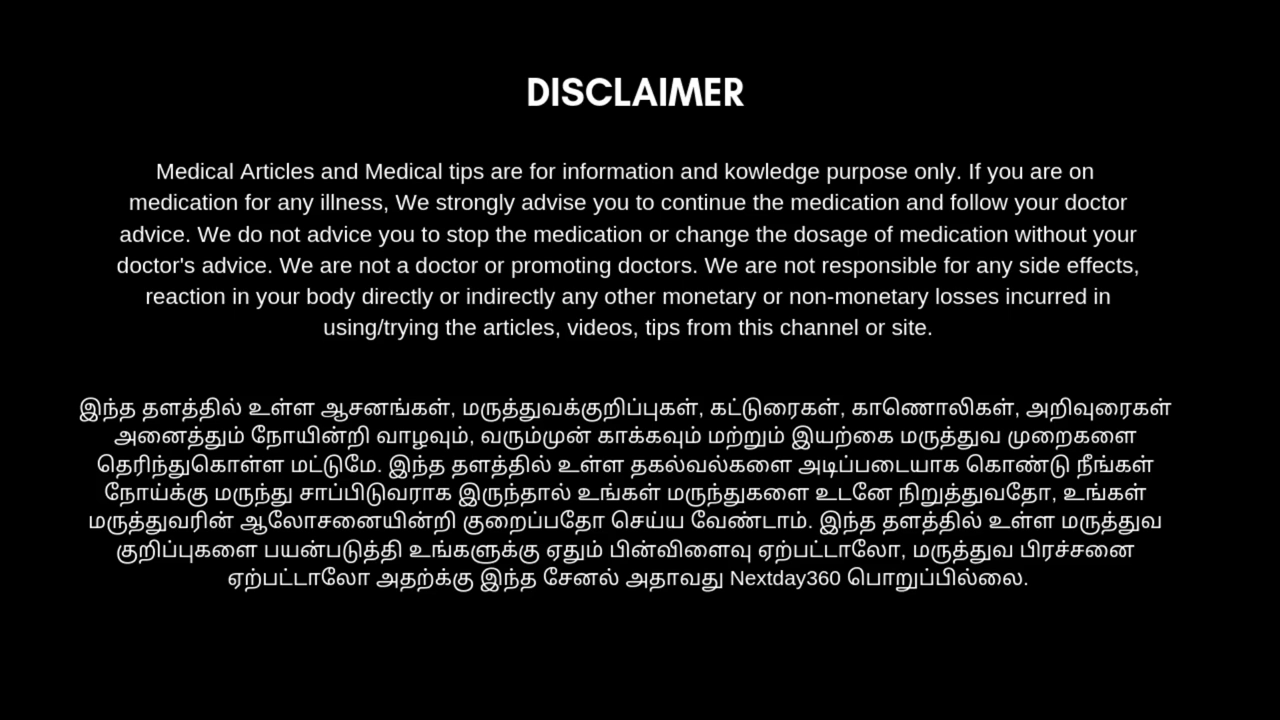 DISCLAIMER
Medical Articles and Medical tips are for information and kowledge purpose only. If you are on
medication for any illness, We strongly advise you to continue the medication and follow your doctor
advice. We do not advice you to stop the medication or change the dosage of medication without your
doctor's advice. We are not a doctor or promoting doctors. We are not responsible for any side effects,
reaction in your body directly or indirectly any other monetary or non-monetary losses incurred in
using/trying the articles, videos, tips from this channel or site.
இந்த தளத்தில் உள்ள ஆசனங்கள், மருத்துவக்குறிப்புகள், கட்டுரைகள், காணொலிகள், அறிவுரைகள்
அனைத்தும் நோயின்றி வாழவும், வரும்முன் காக்கவும் மற்றும் இயற்கை மருத்துவ முறைகளை
தெரிந்துகொள்ள மட்டுமே. இந்த தளத்தில் உள்ள தகல்வல்களை அடிப்படையாக கொண்டு நீங்கள்
நோய்க்கு மருந்து சாப்பிடுவராக இருந்தால் உங்கள் மருந்துகளை உடனே நிறுத்துவதோ, உங்கள்
மருத்துவரின் ஆலோசனையின்றி குறைப்பதோ செய்ய வேண்டாம். இந்த தளத்தில் உள்ள மருத்துவ
குறிப்புகளை பயன்படுத்தி உங்களுக்கு ஏதும் பின்விளைவு ஏற்பட்டாலோ, மருத்துவ பிரச்சனை
ஏற்பட்டாலோ அதற்க்கு இந்த சேனல் அதாவது Nextday360 பொறுப்பில்லை.